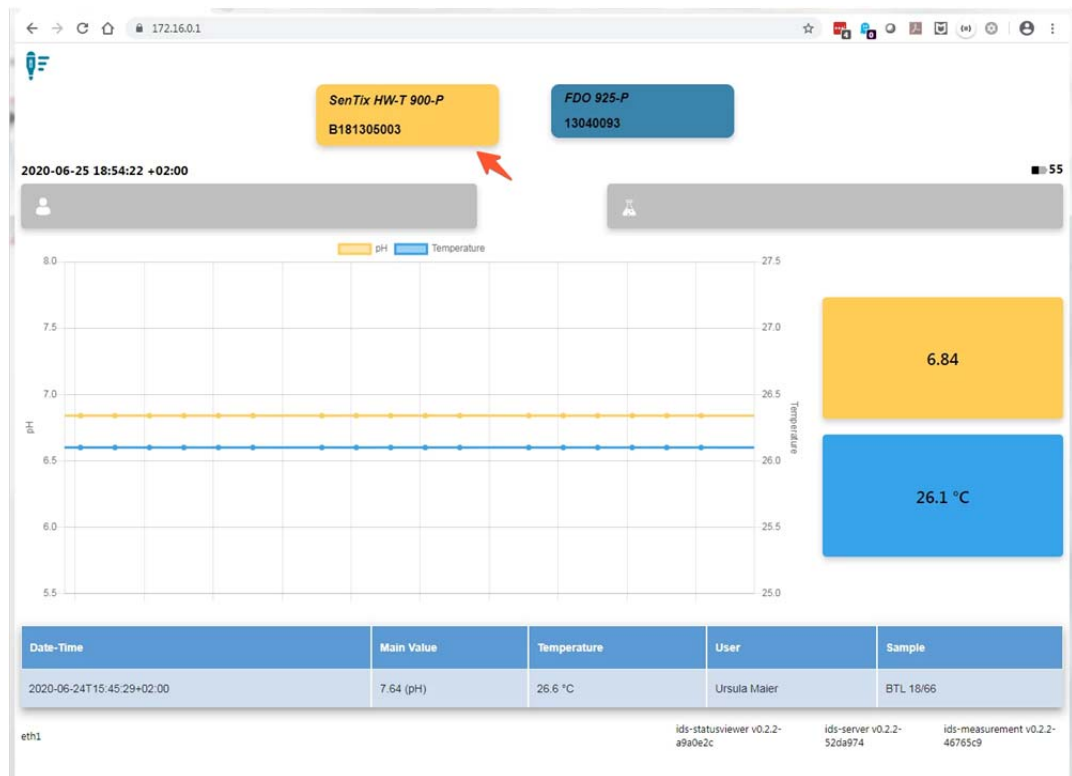 172.16.0.1
4
0
SenTix HW-T 900-P
B181305003
FDO 925-P
13040093
2020-06-25 18:54:22 +02:00
55
pH
Temperature
8.0
7.5
7.0
6.5
6.0
5.5
pH
27.5
27.0
26.5
26.0
25.5
25.0
Temperature
6.84
26.1 °C
Date-Time Main Value Temperature User Sample
2020-06-24T15:45:29+02:00 7.64 (pH) 26.6 °C Ursula Maier BTL 18/66
eth1
ids-statusviewer v0.2.2-
a9a0e2c
ids-server v0.2.2-
52da974
ids-measurement v0.2.2-
46765c9